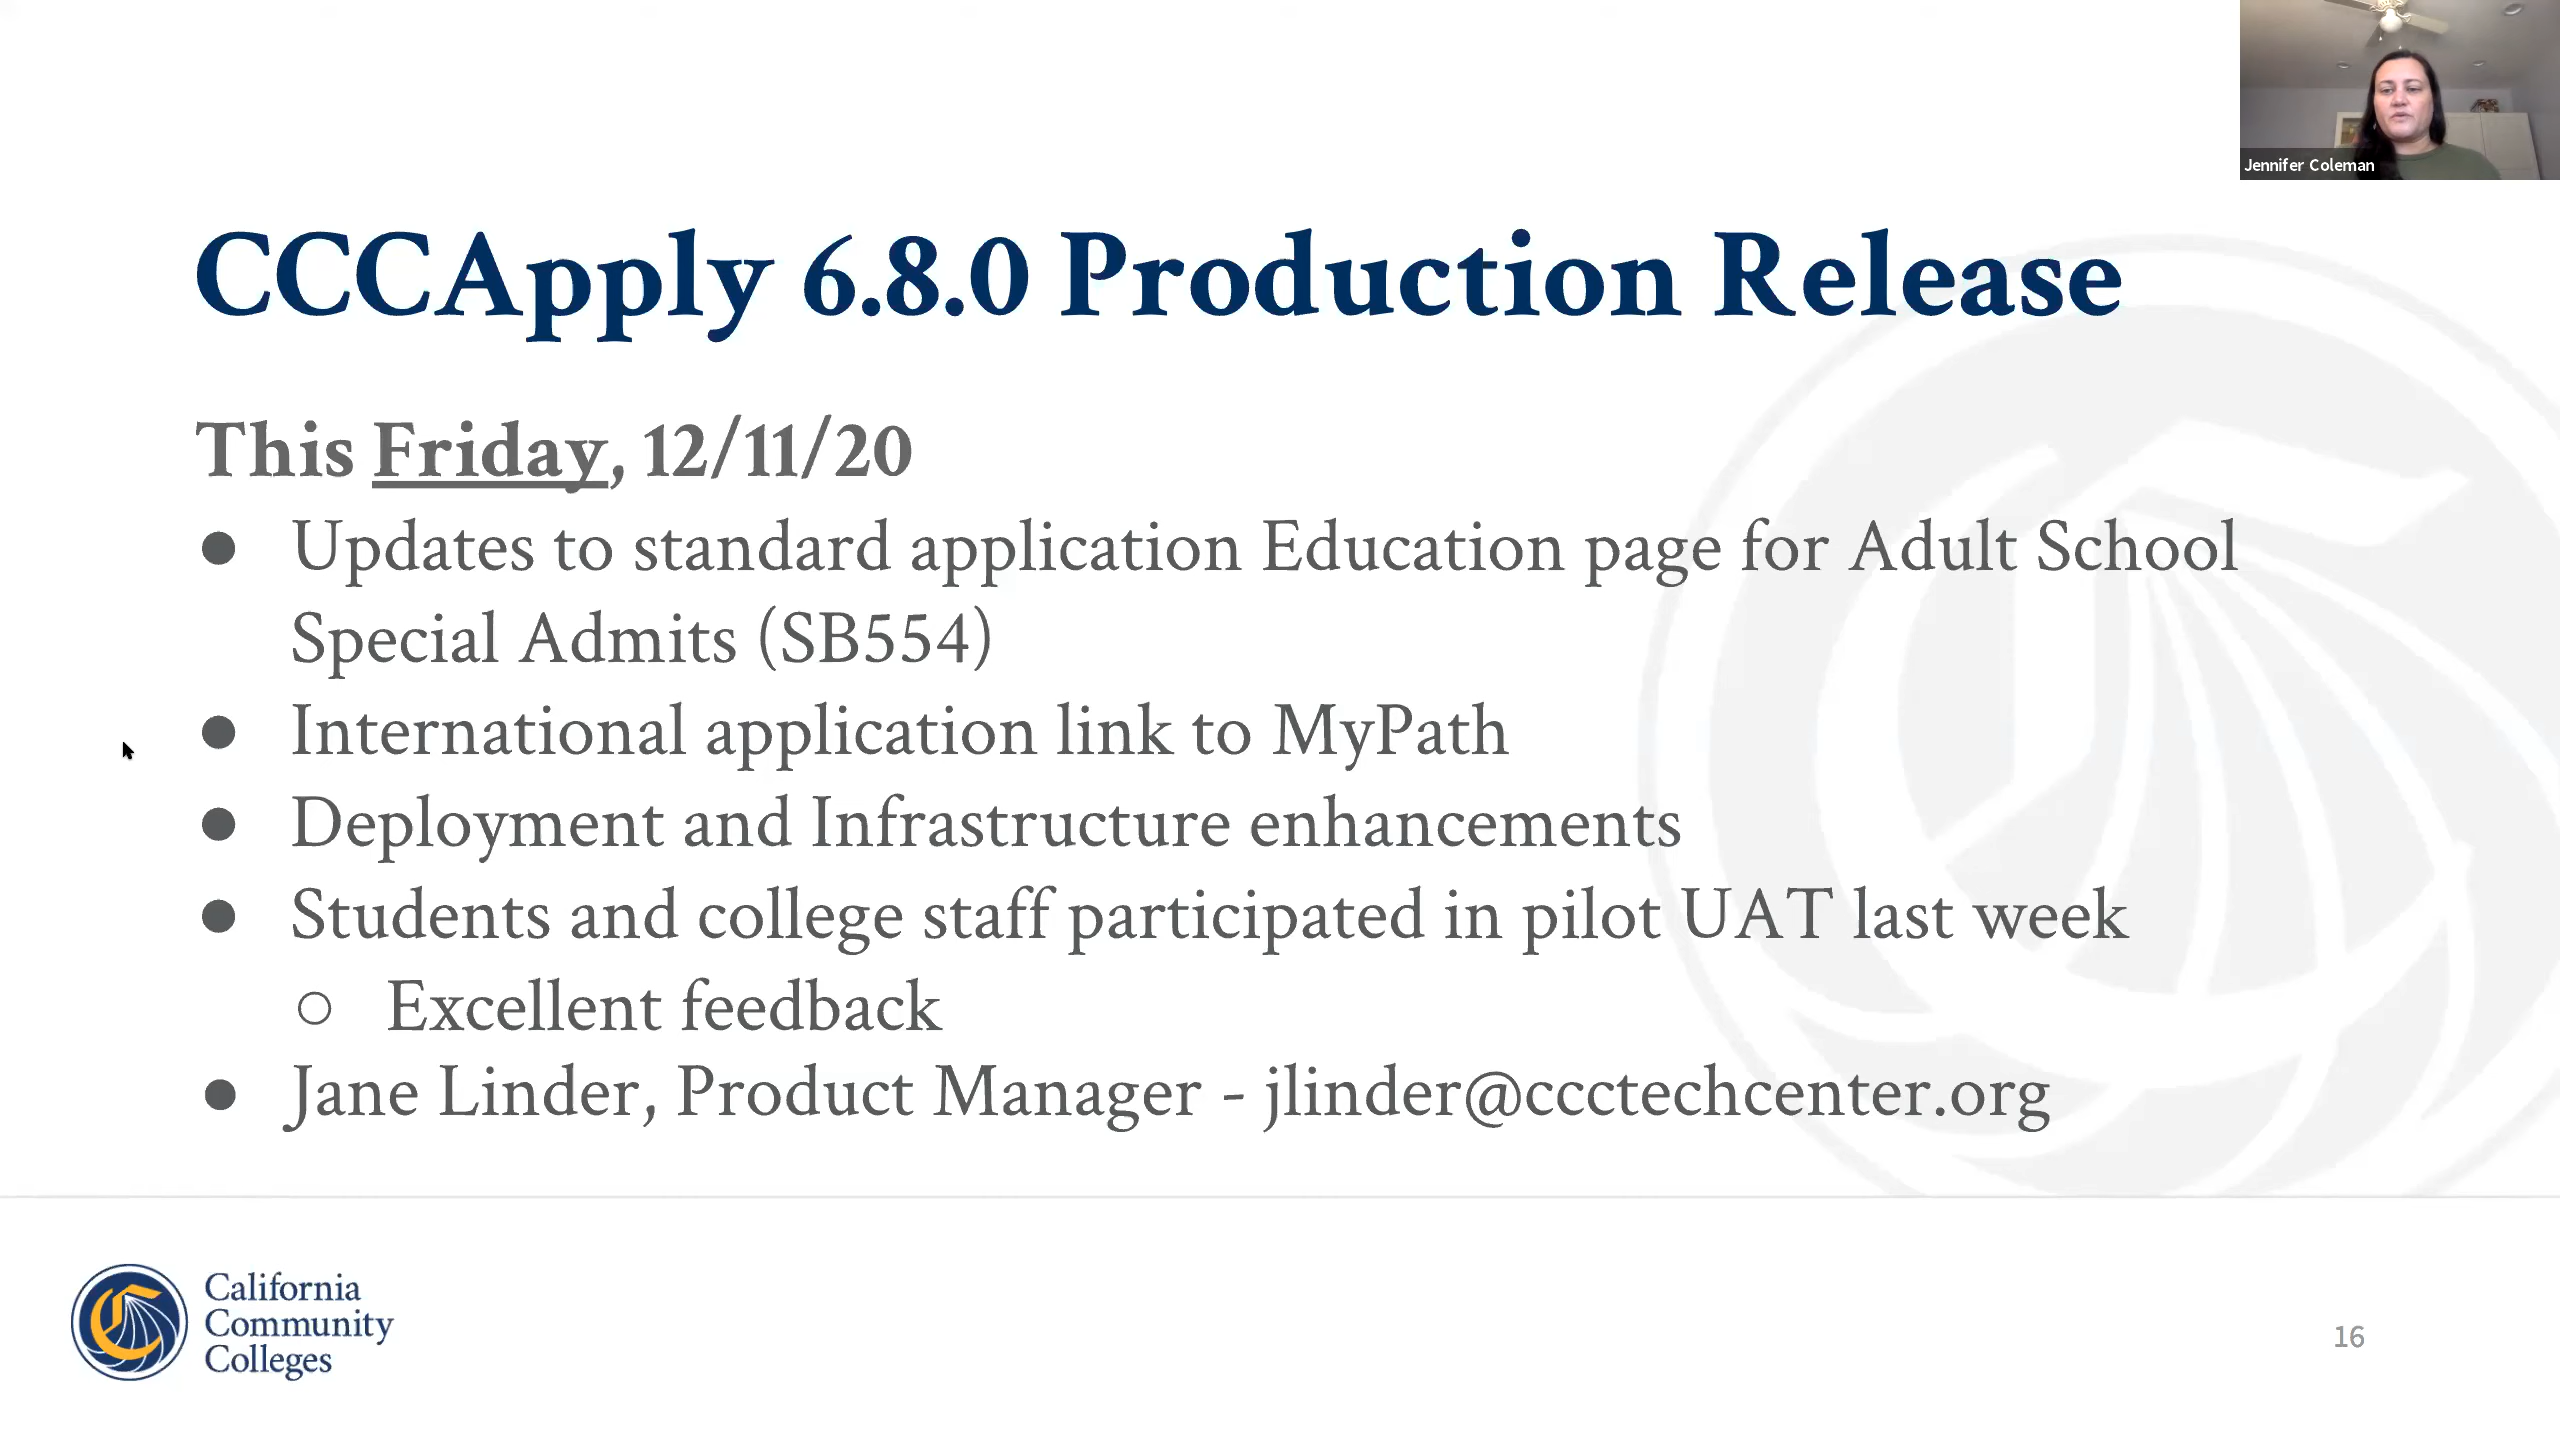 Jennifer Coleman
CCCApply 6.8.0 Production Release
This Friday, 12/11/20
● Updates to standard application Education page for Adult School
Special Admits (SB554)
● International application link to MyPath
● Deployment and Infrastructure enhancements
● Students and college staff participated in pilot UAT last week
○ Excellent feedback
● Jane Linder, Product Manager - jlinder@ccctechcenter.org
California
Community
Colleges
16